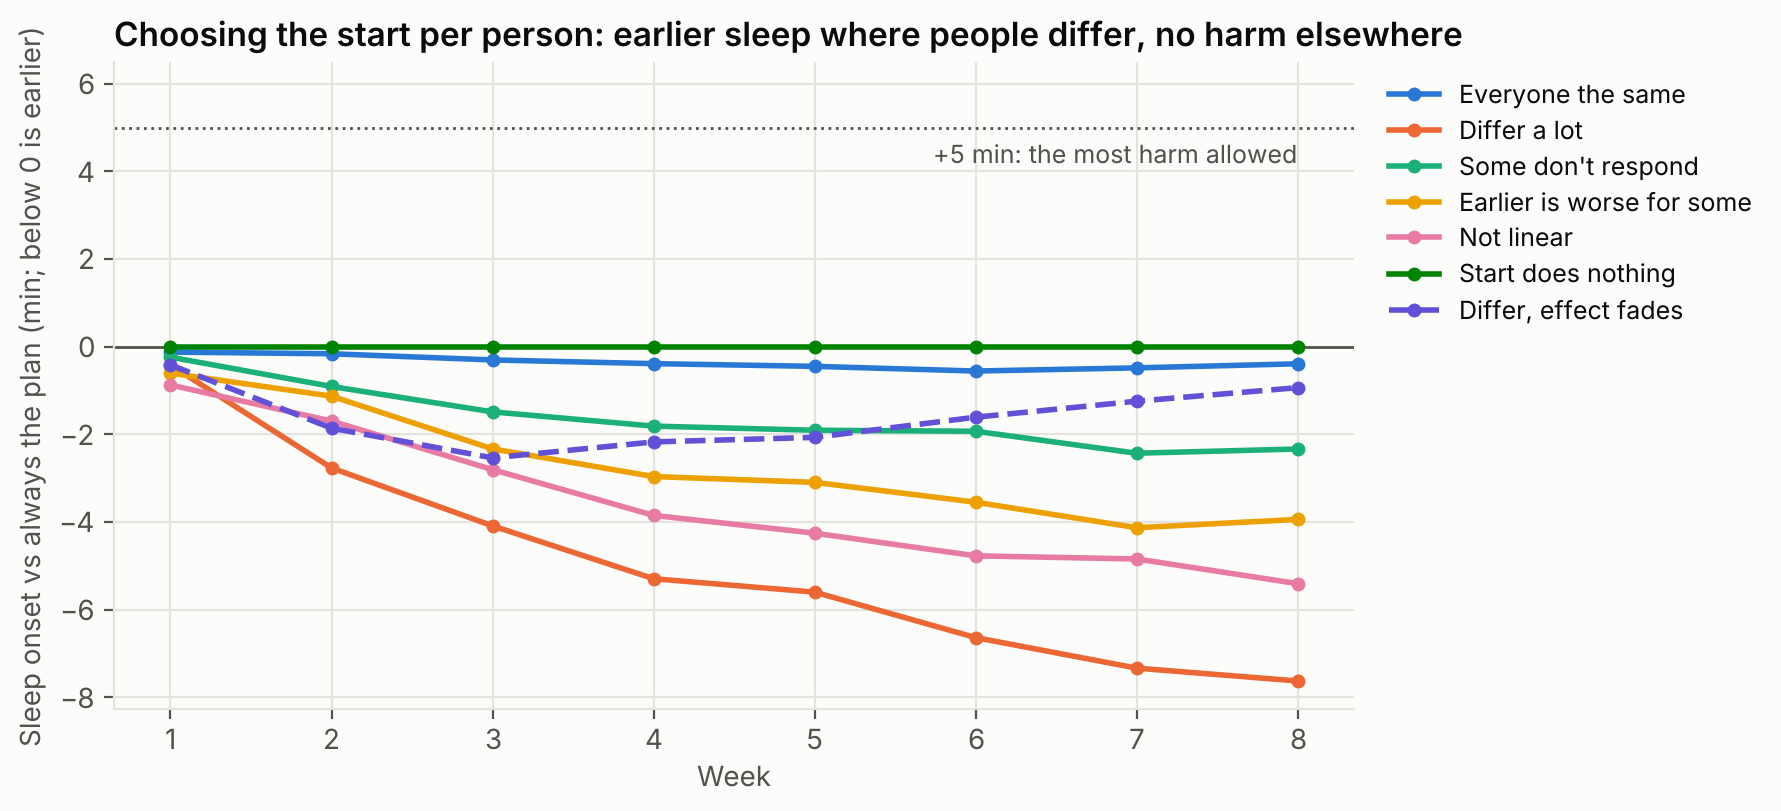 Choosing the start per person: earlier sleep where people differ, no harm elsewhere
Sleep onset vs always the plan (min; below 0 is earlier)
6
4
2
0
−2
−4
−6
−8
+5 min: the most harm allowed
1 2 3 4 5 6 7 8
Week
Everyone the same
Differ a lot
Some don't respond
Earlier is worse for some
Not linear
Start does nothing
Differ, effect fades